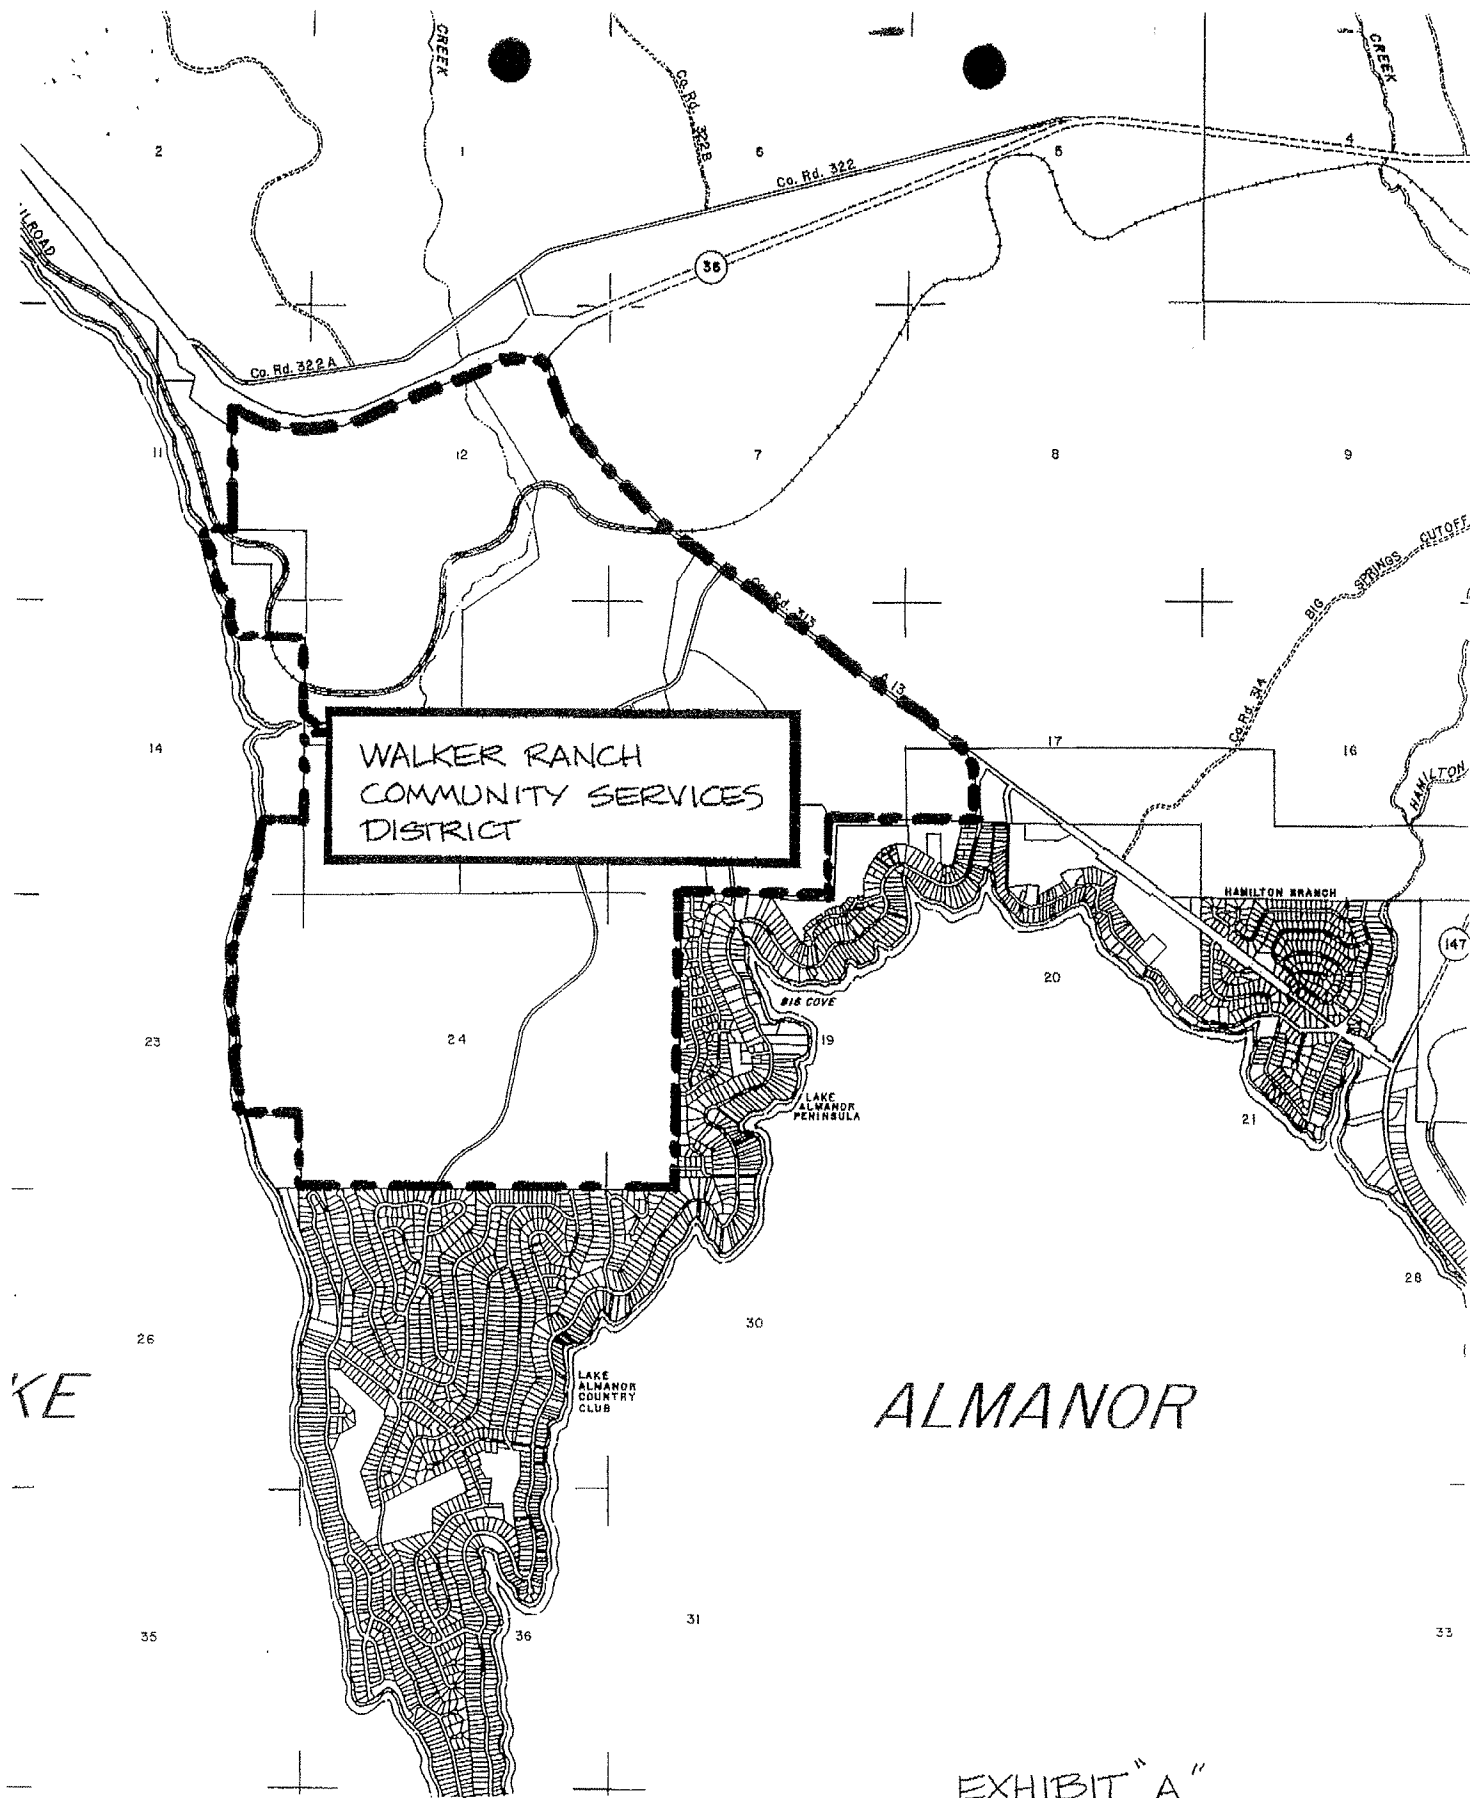 CREEK
CREEK
Co. Rd. 322B
2
1
6
5
4
Co. Rd. 322
36
Co. Rd. 322A
11
12
7
8
9
BIG SPRINGS CUTOFF
Co. Rd. 313
A 13
Co. Rd. 31A
14
17
16
HAMILTON
WALKER RANCH
COMMUNITY SERVICES
DISTRICT
HAMILTON BRANCH
147
20
BIG COVE
23
24
19
LAKE
ALMANOR
PENINSULA
21
28
30
26
LAKE
ALMANOR
COUNTRY
CLUB
KE
ALMANOR
31
35
36
33
EXHIBIT "A"